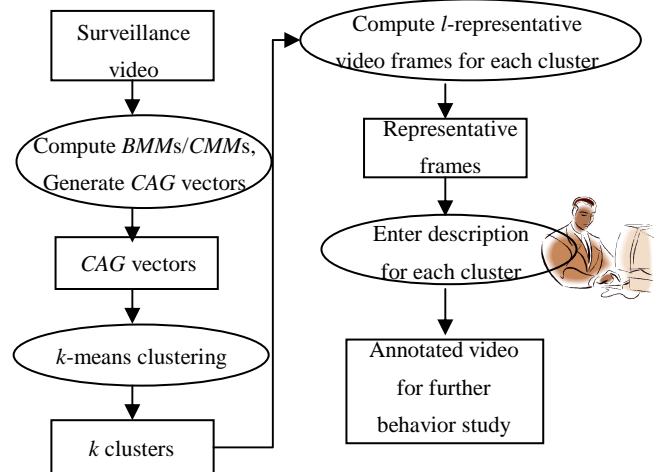 Surveillance
video
Compute BMMs/CMMs,
Generate CAG vectors
CAG vectors
k-means clustering
k clusters
Compute l-representative
video frames for each cluster
Representative
frames
Enter description
for each cluster
Annotated video
for further
behavior study